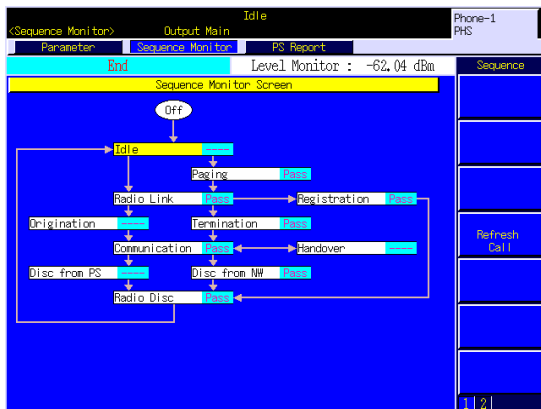 Idle
Phone-1
<Sequence Monitor> Output Main
PHS
Parameter Sequence Monitor PS Report
End Level Monitor : -62.04 dBm Sequence
Sequence Monitor Screen
Off
Idle ----
Paging Pass
Radio Link Pass Registration Pass
Origination ---- Termination Pass
Refresh
Call
Communication Pass Handover ----
Disc from PS ---- Disc from NW Pass
Radio Disc Pass
1 2